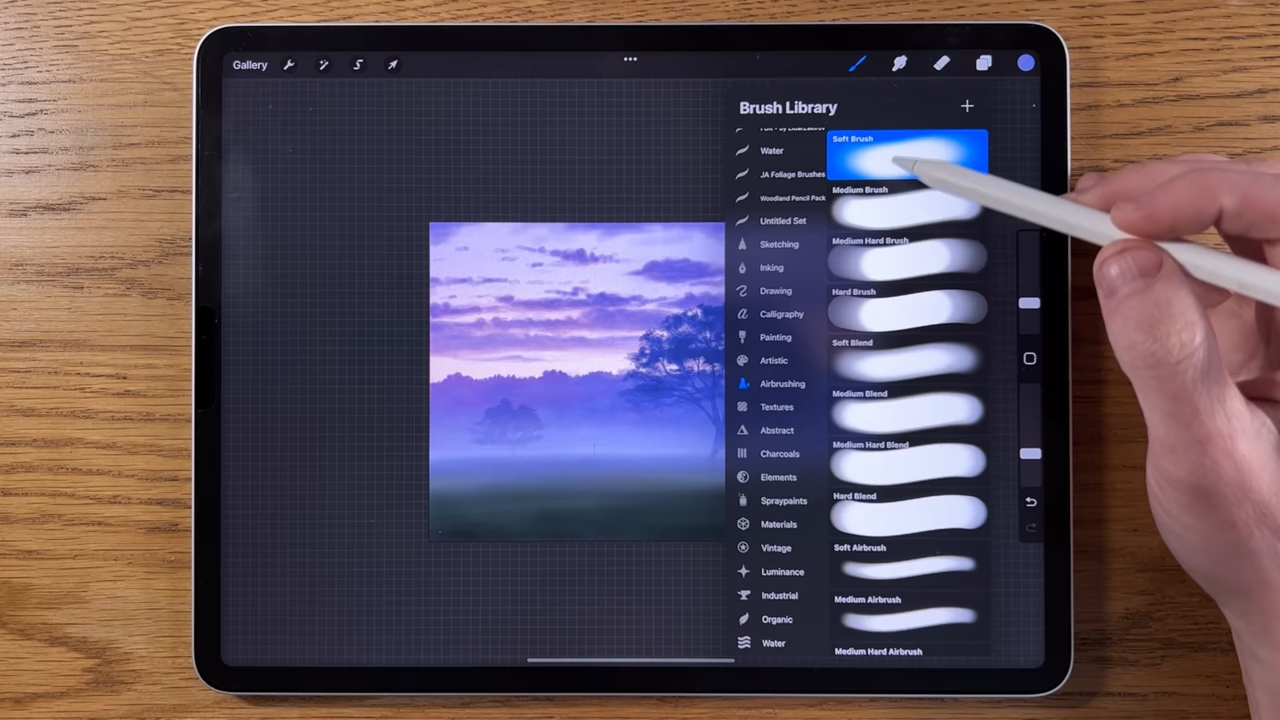 Gallery
Brush Library
Water
JA Foliage Brushes
Woodland Pencil Pack
Untitled Set
Sketching
Inking
Drawing
Calligraphy
Painting
Artistic
Airbrushing
Textures
Abstract
Charcoals
Elements
Spraypaints
Materials
Vintage
Luminance
Industrial
Organic
Water
Soft Brush
Medium Brush
Medium Hard Brush
Hard Brush
Soft Blend
Medium Blend
Medium Hard Blend
Hard Blend
Soft Airbrush
Medium Airbrush
Medium Hard Airbrush